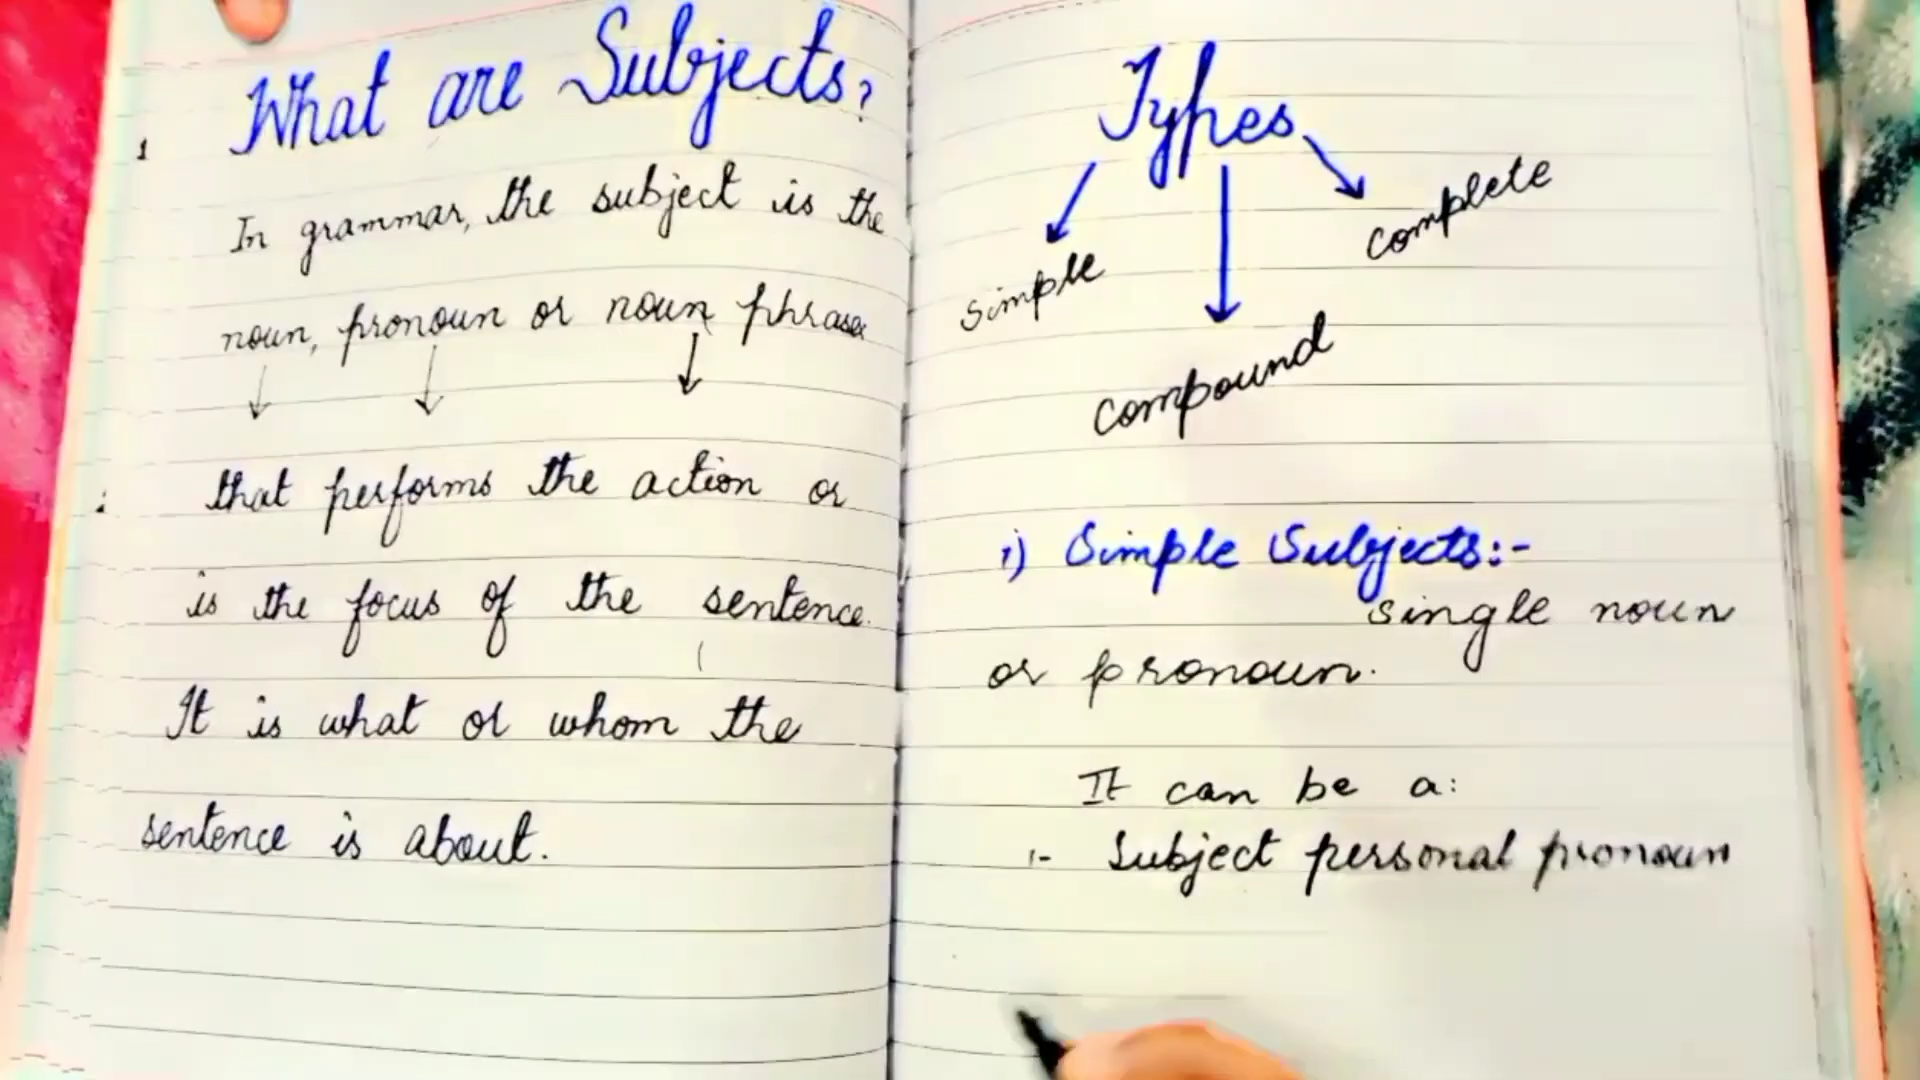 What are Subjects?
In grammar, the subject is the
noun, pronoun or noun phrase
that performs the action or
is the focus of the sentence.
It is what or whom the
sentence is about.
Types
simple
compound
complete
1) Simple Subjects:-
single noun
or pronoun.
It can be a:
1- Subject personal pronoun